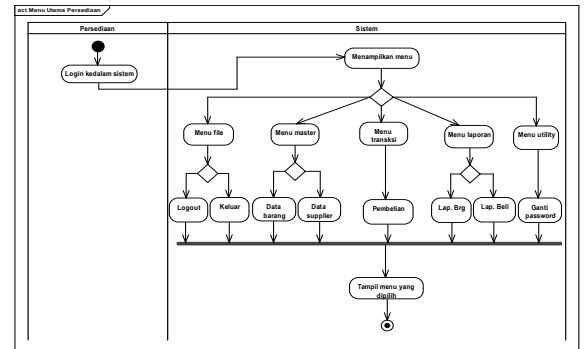 act Menu Utama Persediaan
Persediaan
Sistem
Login kedalam sistem
Menampilkan menu
Menu file
Menu master
Menu
transksi
Menu laporan
Menu utility
Logout
Keluar
Data
barang
Data
supplier
Pembelian
Lap. Brg
Lap. Beli
Ganti
password
Tampil menu yang
dipilih